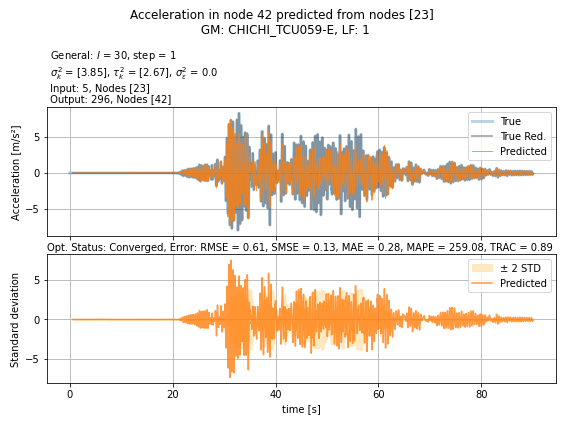 Acceleration in node 42 predicted from nodes [23]
GM: CHICHI_TCU059-E, LF: 1
General: l = 30, step = 1
σ²ₖ = [3.85], τ²ₖ = [2.67], σ²ε = 0.0
Input: 5, Nodes [23]
Output: 296, Nodes [42]
Acceleration [m/s²]
5
0
−5
True
True Red.
Predicted
Opt. Status: Converged, Error: RMSE = 0.61, SMSE = 0.13, MAE = 0.28, MAPE = 259.08, TRAC = 0.89
Standard deviation
5
0
−5
± 2 STD
Predicted
0 20 40 60 80
time [s]